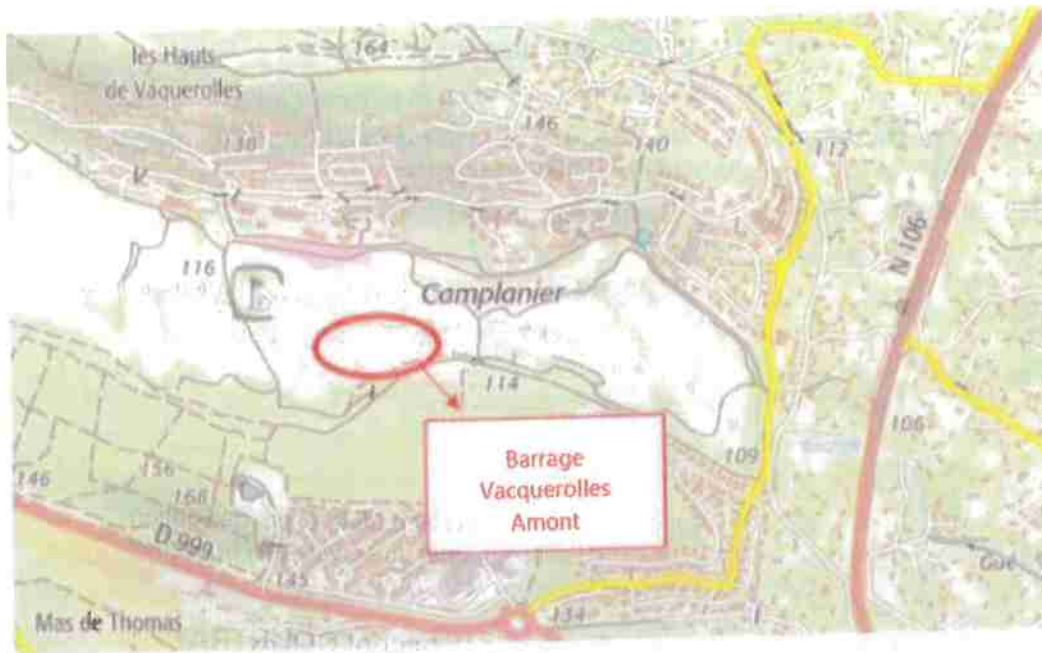 164
les Hauts
de Vaquerolles
146
138
140
112
N 106
116
Camplanier
114
106
109
Barrage
Vacquerolles
Amont
156
146
168
D 999
145
Gué
134
Mas de Thomas